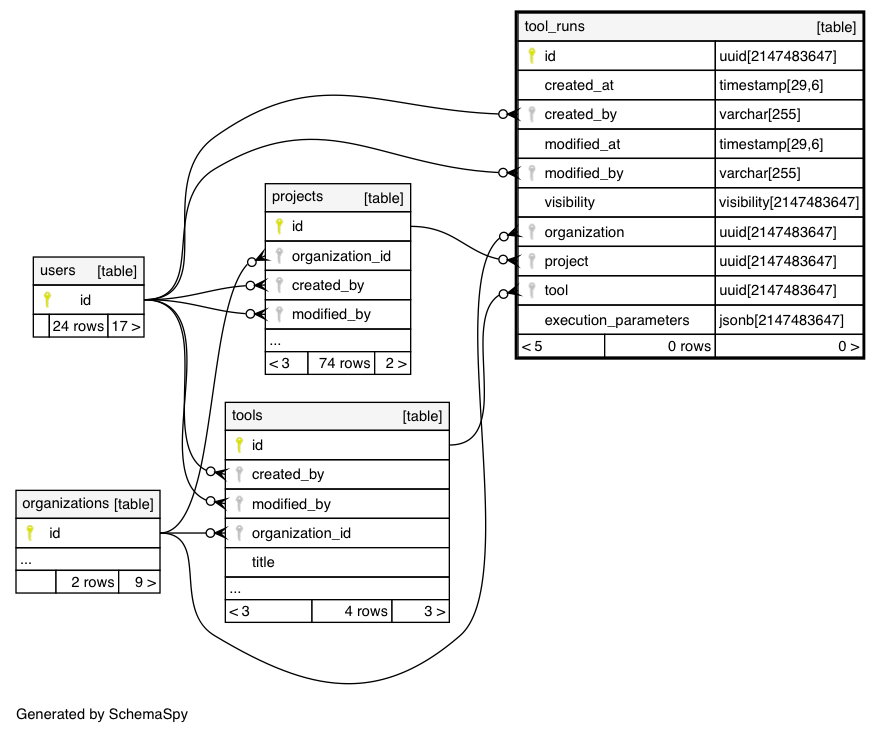 tool_runs [table]
id uuid[2147483647]
created_at timestamp[29,6]
created_by varchar[255]
modified_at timestamp[29,6]
modified_by varchar[255]
visibility visibility[2147483647]
organization uuid[2147483647]
project uuid[2147483647]
tool uuid[2147483647]
execution_parameters jsonb[2147483647]
< 5 0 rows 0 >
projects [table]
id
organization_id
created_by
modified_by
...
< 3 74 rows 2 >
users [table]
id
24 rows 17 >
tools [table]
id
created_by
modified_by
organization_id
title
...
< 3 4 rows 3 >
organizations [table]
id
...
2 rows 9 >
Generated by SchemaSpy